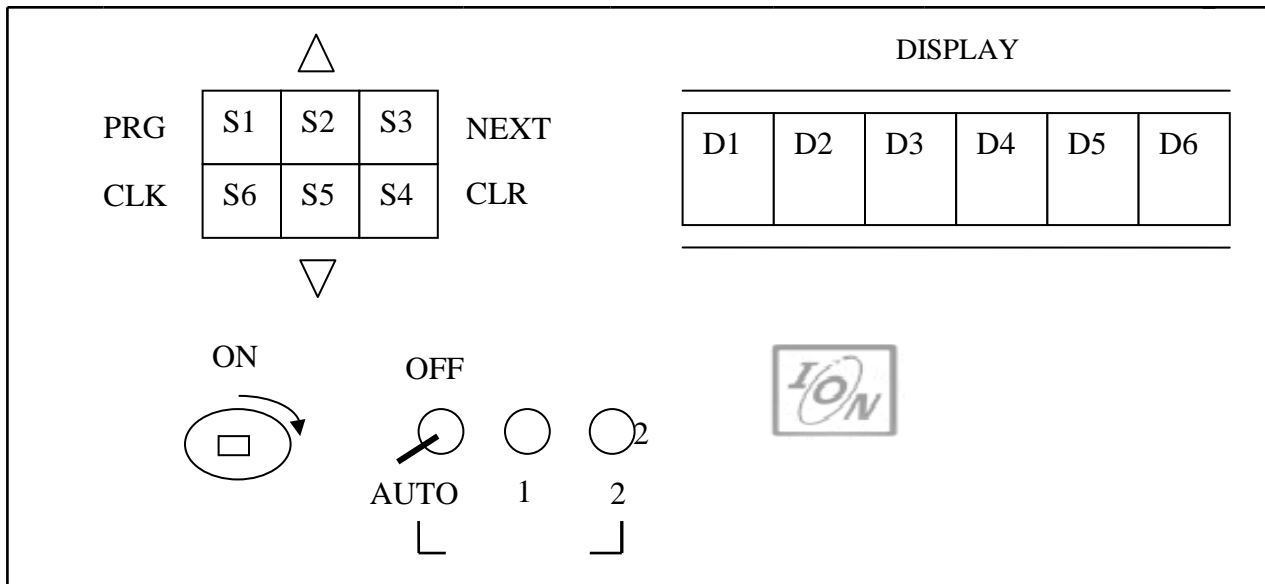 DISPLAY
PRG S1 S2 S3 NEXT
D1 D2 D3 D4 D5 D6
CLK S6 S5 S4 CLR
ON
OFF
ION
2
AUTO 1 2